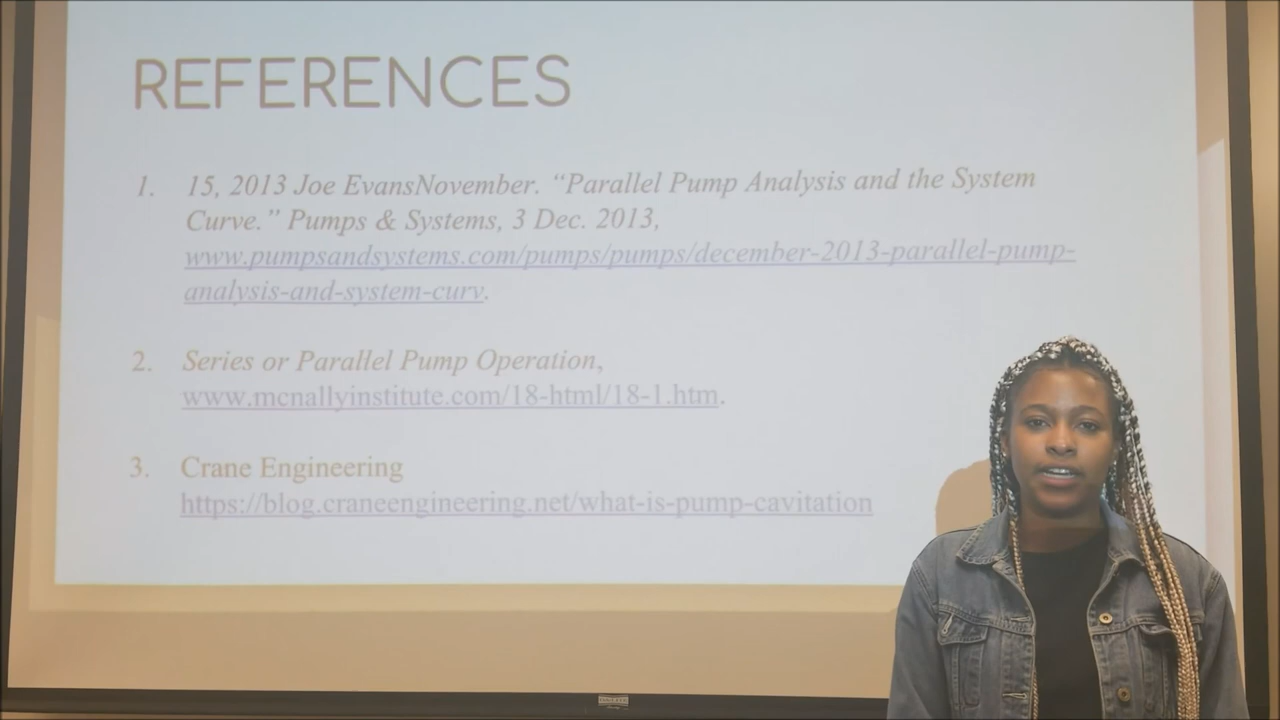 REFERENCES
1. 15, 2013 Joe EvansNovember. “Parallel Pump Analysis and the System
Curve.” Pumps & Systems, 3 Dec. 2013,
www.pumpsandsystems.com/pumps/pumps/december-2013-parallel-pump-
analysis-and-system-curv.
2. Series or Parallel Pump Operation,
www.mcnallyinstitute.com/18-html/18-1.htm.
3. Crane Engineering
https://blog.craneengineering.net/what-is-pump-cavitation